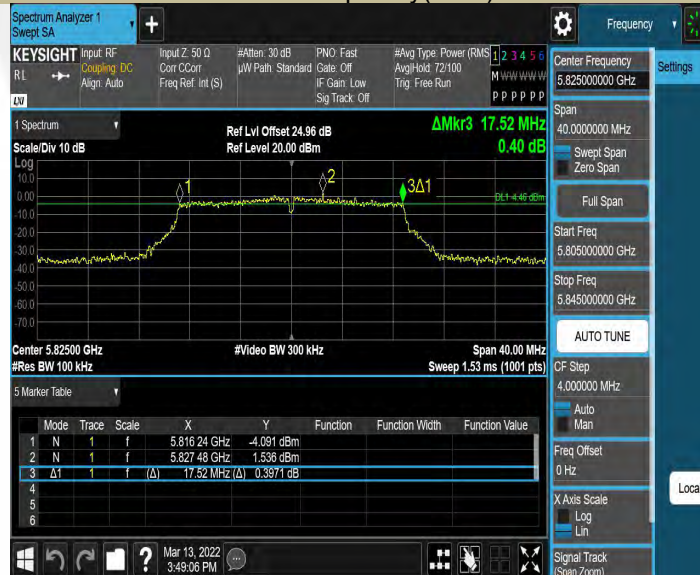 Spectrum Analyzer 1
Swept SA
Frequency
KEYSIGHT
RL
LXI
Input: RF
Coupling: DC
Align: Auto
Input Z: 50 Ω
Corr CCorr
Freq Ref: Int (S)
#Atten: 30 dB
µW Path: Standard
PNO: Fast
Gate: Off
IF Gain: Low
Sig Track: Off
#Avg Type: Power (RMS
Avg|Hold: 72/100
Trig: Free Run
1 2 3 4 5 6
M W W W W W
P P P P P P
1 Spectrum
Scale/Div 10 dB
Log
Ref Lvl Offset 24.96 dB
Ref Level 20.00 dBm
ΔMkr3 17.52 MHz
0.40 dB
10.0
0.00
-10.0
-20.0
-30.0
-40.0
-50.0
-60.0
-70.0
1
2
3Δ1
DL1 -4.46 dBm
Center 5.82500 GHz
#Res BW 100 kHz
#Video BW 300 kHz
Span 40.00 MHz
Sweep 1.53 ms (1001 pts)
5 Marker Table
Mode Trace Scale X Y Function Function Width Function Value
1 N 1 f 5.816 24 GHz -4.091 dBm
2 N 1 f 5.827 48 GHz 1.536 dBm
3 Δ1 1 f (Δ) 17.52 MHz (Δ) 0.3971 dB
4
5
6
Mar 13, 2022
3:49:06 PM
Center Frequency
5.825000000 GHz
Settings
Span
40.0000000 MHz
Swept Span
Zero Span
Full Span
Start Freq
5.805000000 GHz
Stop Freq
5.845000000 GHz
AUTO TUNE
CF Step
4.000000 MHz
Auto
Man
Freq Offset
0 Hz
X Axis Scale
Log
Lin
Local
Signal Track
(Span Zoom)